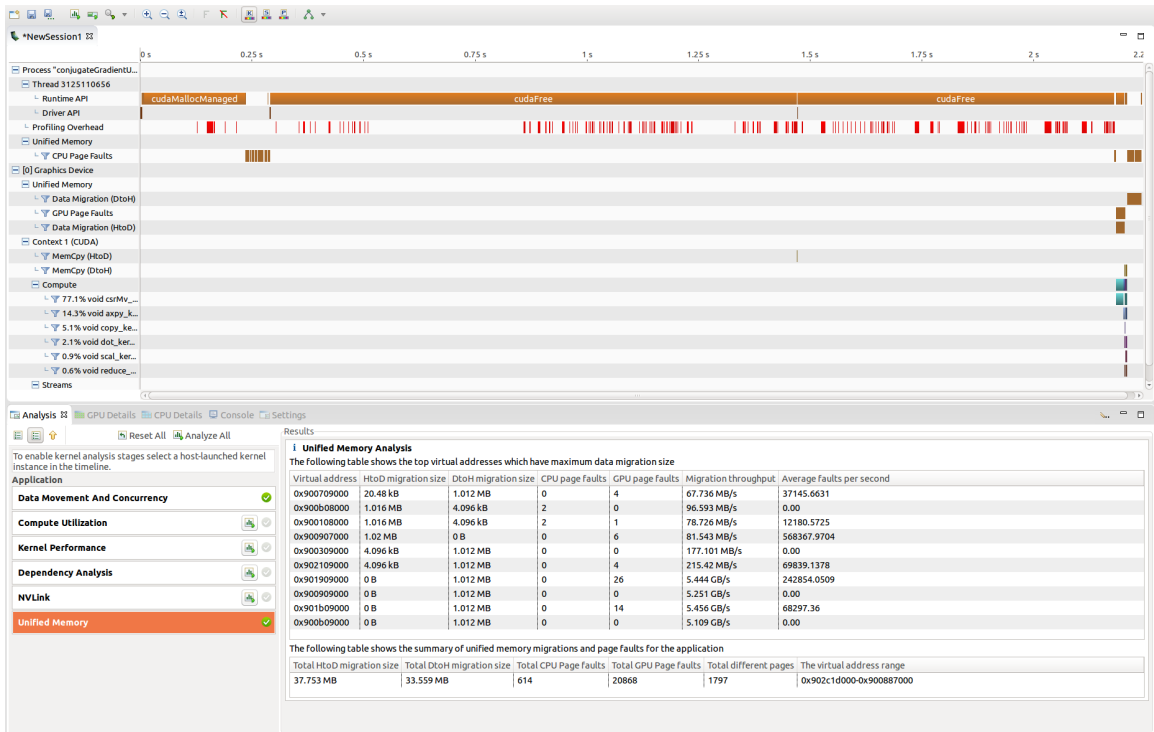 *NewSession1
0 s 0.25 s 0.5 s 0.75 s 1 s 1.25 s 1.5 s 1.75 s 2 s 2.2
Process "conjugateGradientU...
Thread 3125110656
Runtime API cudaMallocManaged cudaFree cudaFree
Driver API
Profiling Overhead
Unified Memory
CPU Page Faults
[0] Graphics Device
Unified Memory
Data Migration (DtoH)
GPU Page Faults
Data Migration (HtoD)
Context 1 (CUDA)
MemCpy (HtoD)
MemCpy (DtoH)
Compute
77.1% void csrMv_...
14.3% void axpy_k...
5.1% void copy_ke...
2.1% void dot_ker...
0.9% void scal_ker...
0.6% void reduce_...
Streams
Analysis GPU Details CPU Details Console Settings
Reset All Analyze All
To enable kernel analysis stages select a host-launched kernel
instance in the timeline.
Application
Data Movement And Concurrency
Compute Utilization
Kernel Performance
Dependency Analysis
NVLink
Unified Memory
Results
i Unified Memory Analysis
The following table shows the top virtual addresses which have maximum data migration size
Virtual address HtoD migration size DtoH migration size CPU page faults GPU page faults Migration throughput Average faults per second
0x900709000 20.48 kB 1.012 MB 0 4 67.736 MB/s 37145.6631
0x900b08000 1.016 MB 4.096 kB 2 0 96.593 MB/s 0.00
0x900108000 1.016 MB 4.096 kB 2 1 78.726 MB/s 12180.5725
0x900907000 1.02 MB 0 B 0 6 81.543 MB/s 568367.9704
0x900309000 4.096 kB 1.012 MB 0 0 177.101 MB/s 0.00
0x902109000 4.096 kB 1.012 MB 0 4 215.42 MB/s 69839.1378
0x901909000 0 B 1.012 MB 0 26 5.444 GB/s 242854.0509
0x900909000 0 B 1.012 MB 0 0 5.251 GB/s 0.00
0x901b09000 0 B 1.012 MB 0 14 5.456 GB/s 68297.36
0x900b09000 0 B 1.012 MB 0 0 5.109 GB/s 0.00
The following table shows the summary of unified memory migrations and page faults for the application
Total HtoD migration size Total DtoH migration size Total CPU Page faults Total GPU Page faults Total different pages The virtual address range
37.753 MB 33.559 MB 614 20868 1797 0x902c1d000-0x900887000